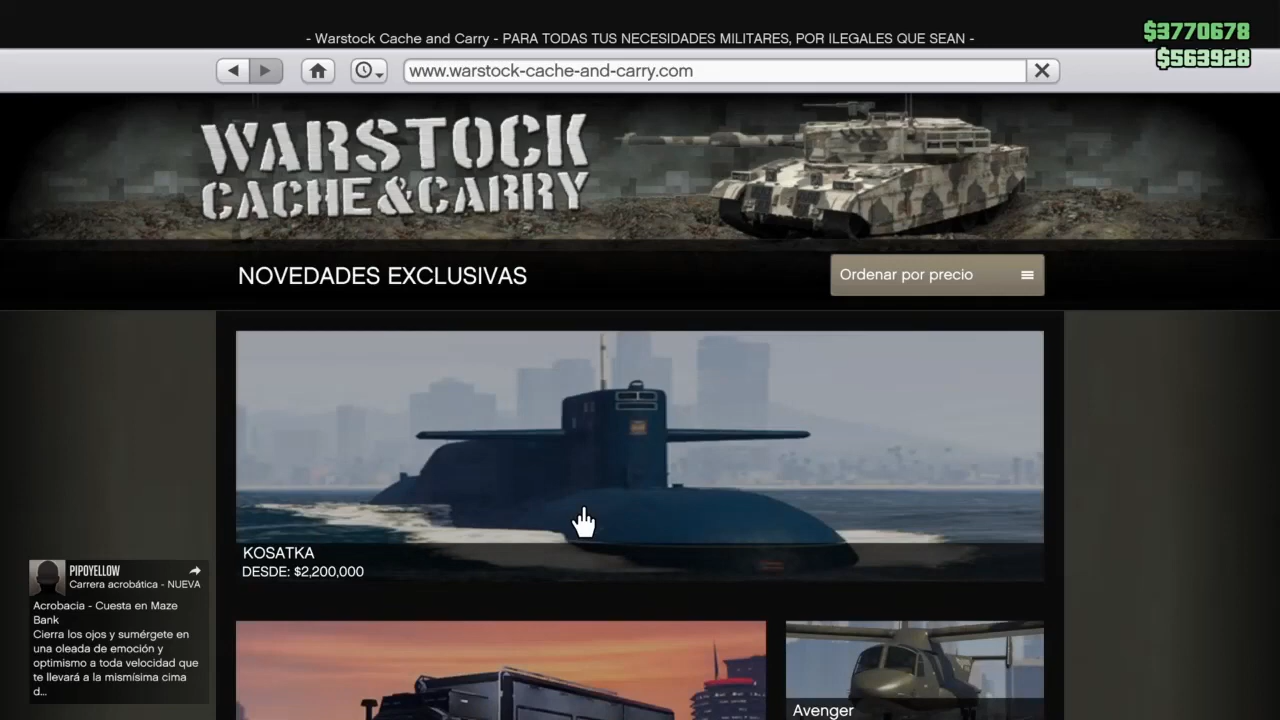 - Warstock Cache and Carry - PARA TODAS TUS NECESIDADES MILITARES, POR ILEGALES QUE SEAN -
$3770678
$563928
www.warstock-cache-and-carry.com
WARSTOCK
CACHE&CARRY
NOVEDADES EXCLUSIVAS
Ordenar por precio
KOSATKA
DESDE: $2,200,000
PIPOYELLOW
Carrera acrobática - NUEVA
Acrobacia - Cuesta en Maze
Bank
Cierra los ojos y sumérgete en
una oleada de emoción y
optimismo a toda velocidad que
te llevará a la mismísima cima
d...
Avenger